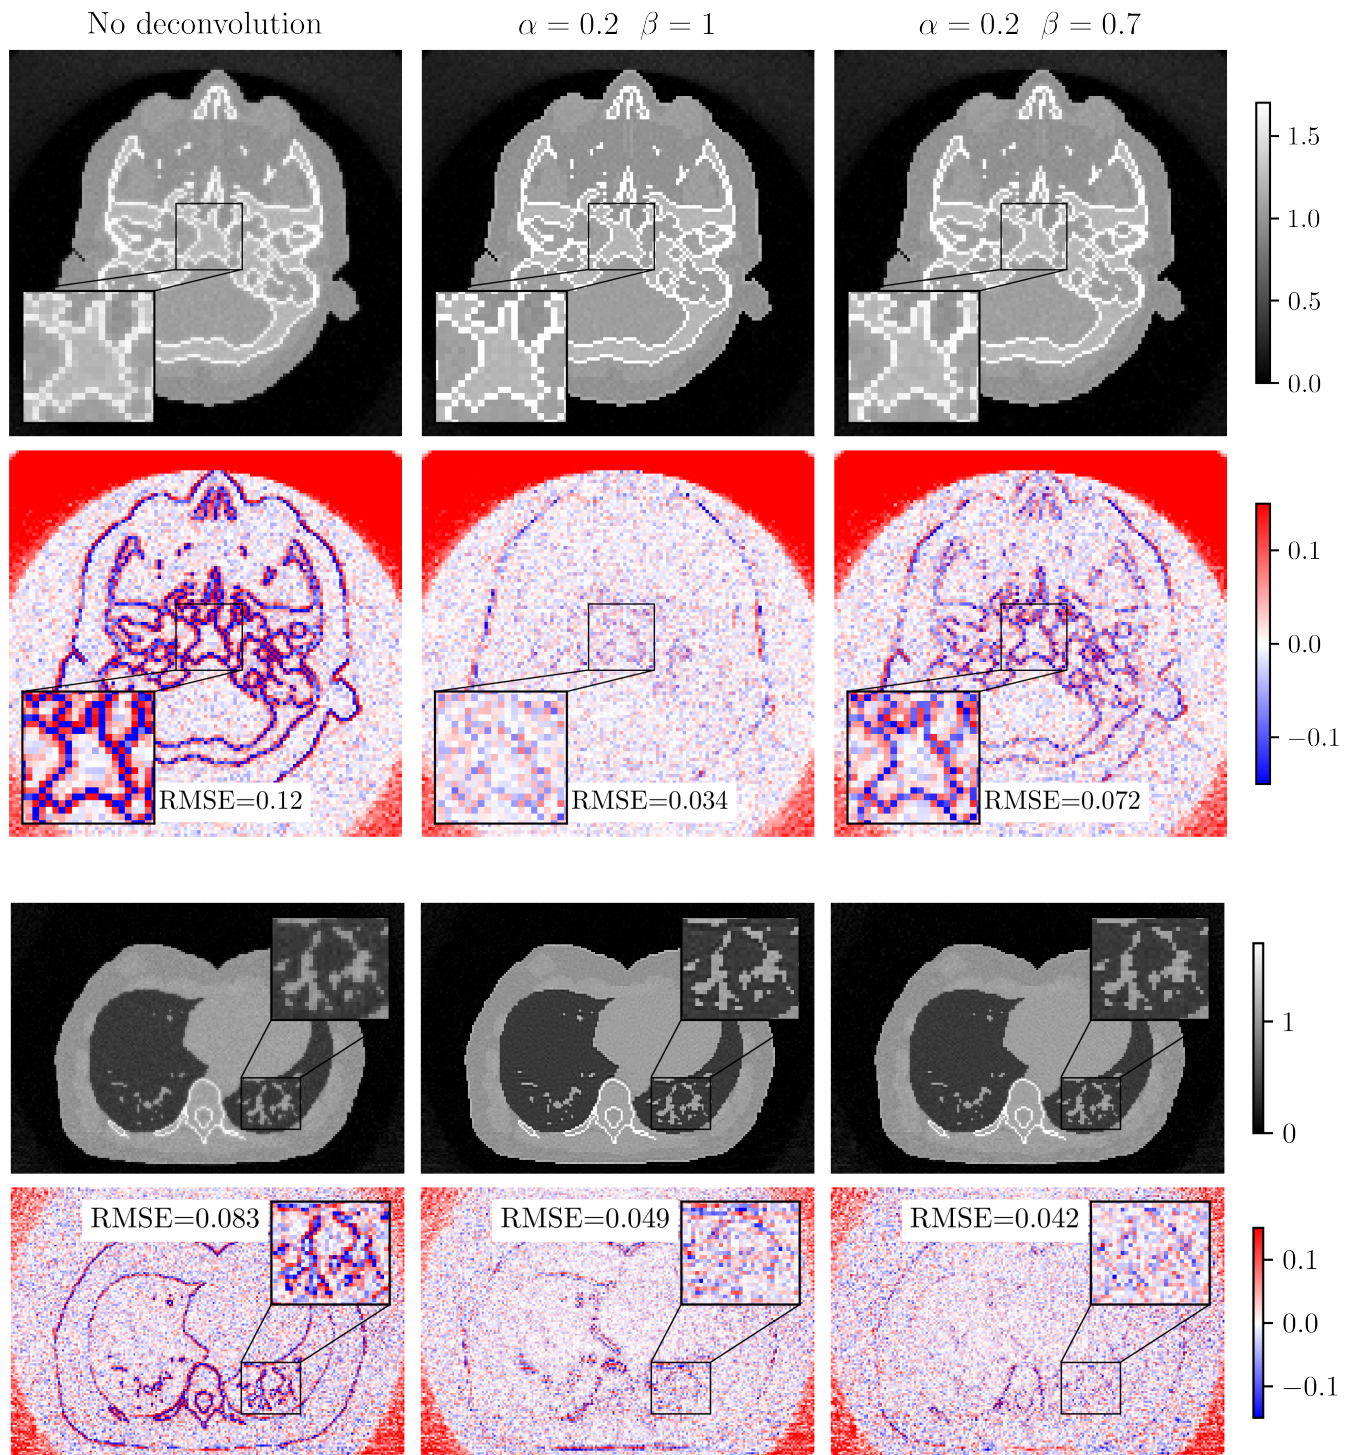 No deconvolution
α = 0.2 β = 1
α = 0.2 β = 0.7
1.5
1.0
0.5
0.0
0.1
0.0
−0.1
RMSE=0.12
RMSE=0.034
RMSE=0.072
1
0
RMSE=0.083
RMSE=0.049
RMSE=0.042
0.1
0.0
−0.1